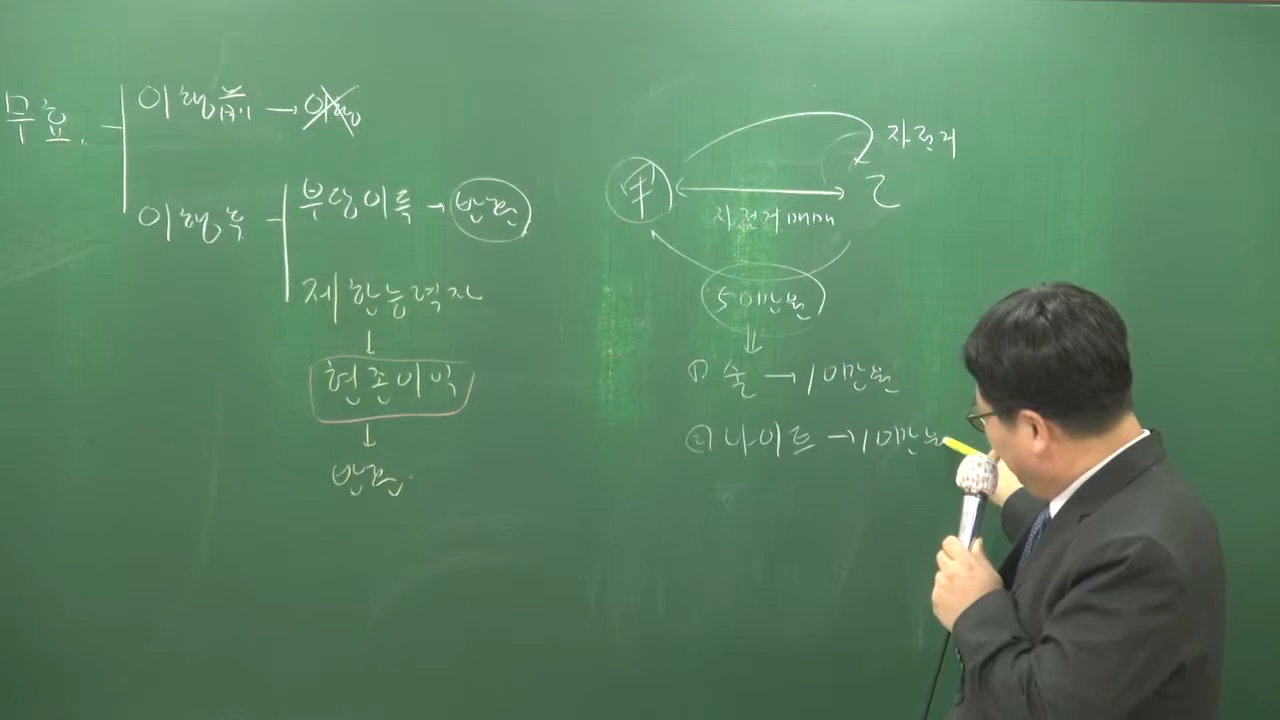 무효.
이행前 → 이행
이행후
부당이득 → 반환
제한능력자
↓
현존이익
↓
반환.
甲 乙
자전거
자전거매매
50만원
① 술 → 10만원
② 나이트 → 10만원